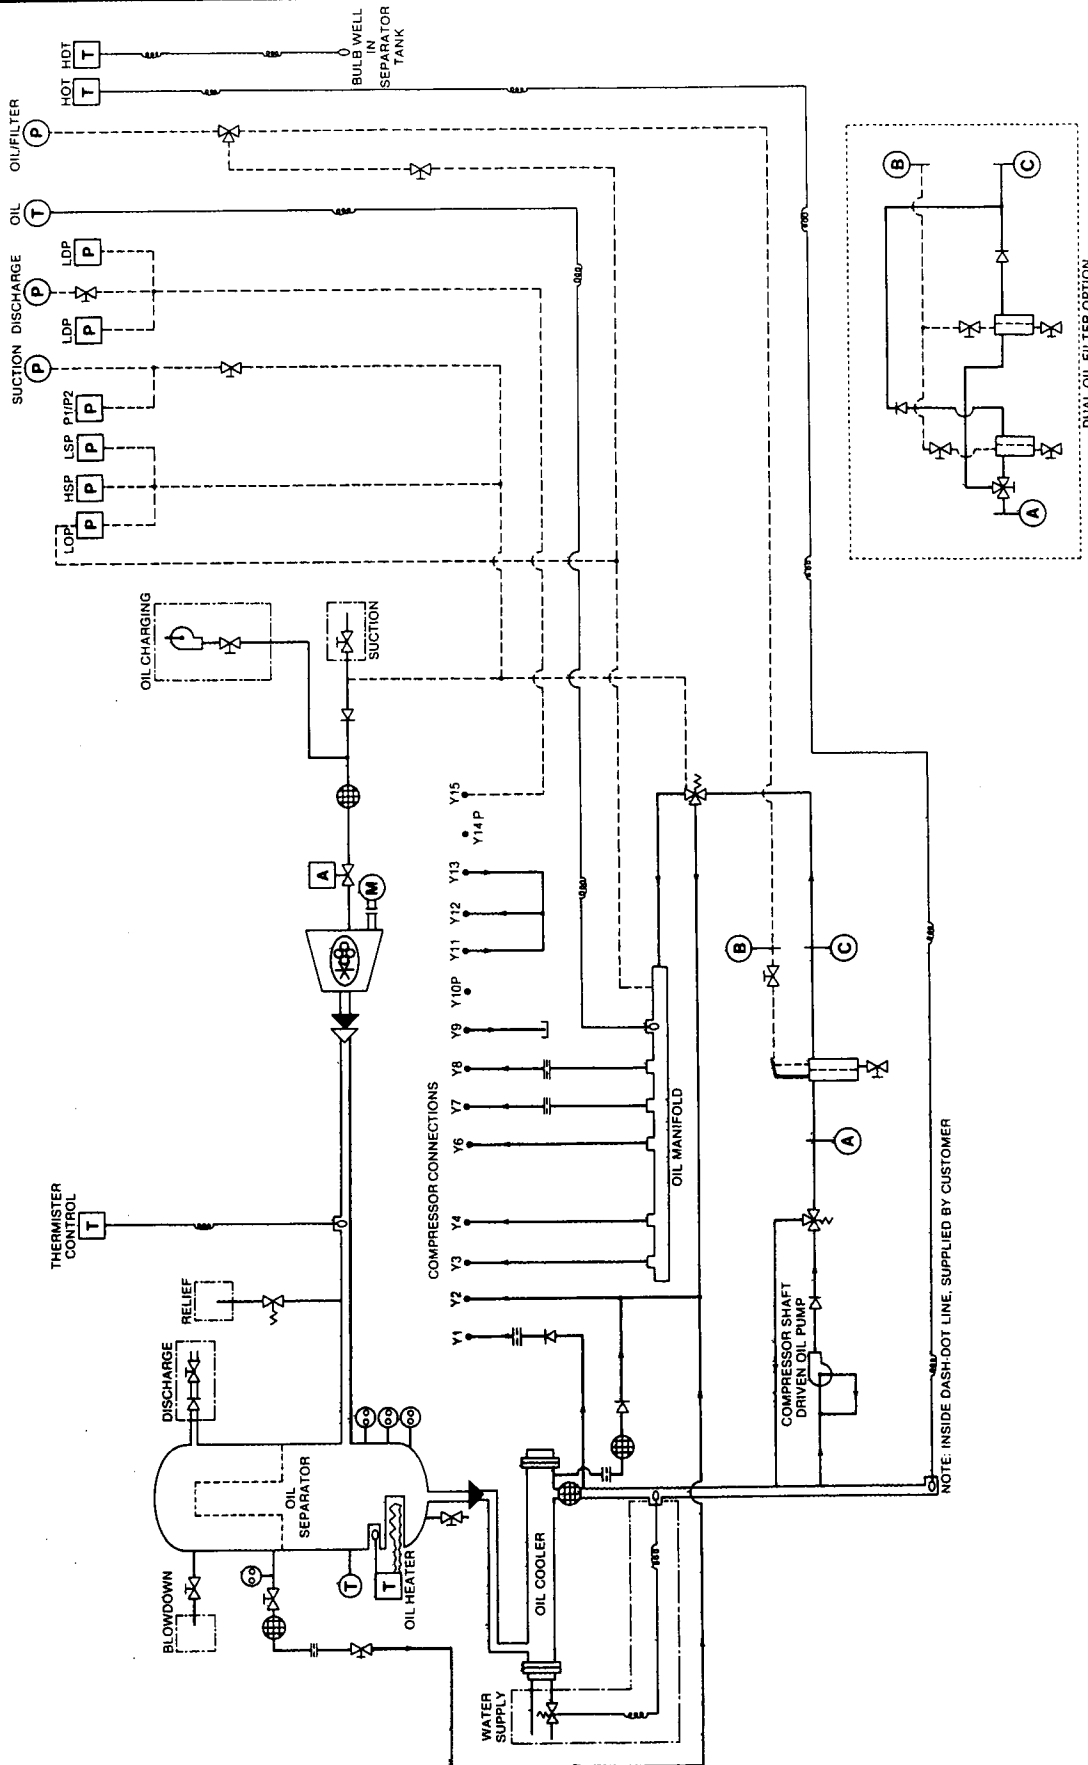 HDT
T
BULB WELL
IN
SEPARATOR
TANK
HOT
T
OIL/FILTER
P
OIL
T
LDP
P
DISCHARGE
P
LDP
P
SUCTION
P
P1/P2
P
LSP
P
HSP
P
LOP
P
OIL CHARGING
SUCTION
A
M
THERMISTER
CONTROL
T
RELIEF
DISCHARGE
OIL
SEPARATOR
BLOWDOWN
T
T
OIL HEATER
COMPRESSOR CONNECTIONS
Y1
Y2
Y3
Y4
Y6
Y7
Y8
Y9
Y10P
Y11
Y12
Y13
Y14P
Y15
OIL MANIFOLD
OIL COOLER
WATER
SUPPLY
COMPRESSOR SHAFT
DRIVEN OIL PUMP
A
B
C
NOTE: INSIDE DASH-DOT LINE, SUPPLIED BY CUSTOMER
A
B
C
DUAL OIL FILTER OPTION